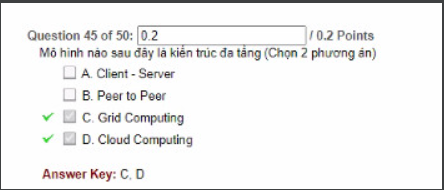 Question 45 of 50: 0.2 / 0.2 Points
Mô hình nào sau đây là kiến trúc đa tầng (Chọn 2 phương án)
A. Client - Server
B. Peer to Peer
C. Grid Computing
D. Cloud Computing
Answer Key: C, D